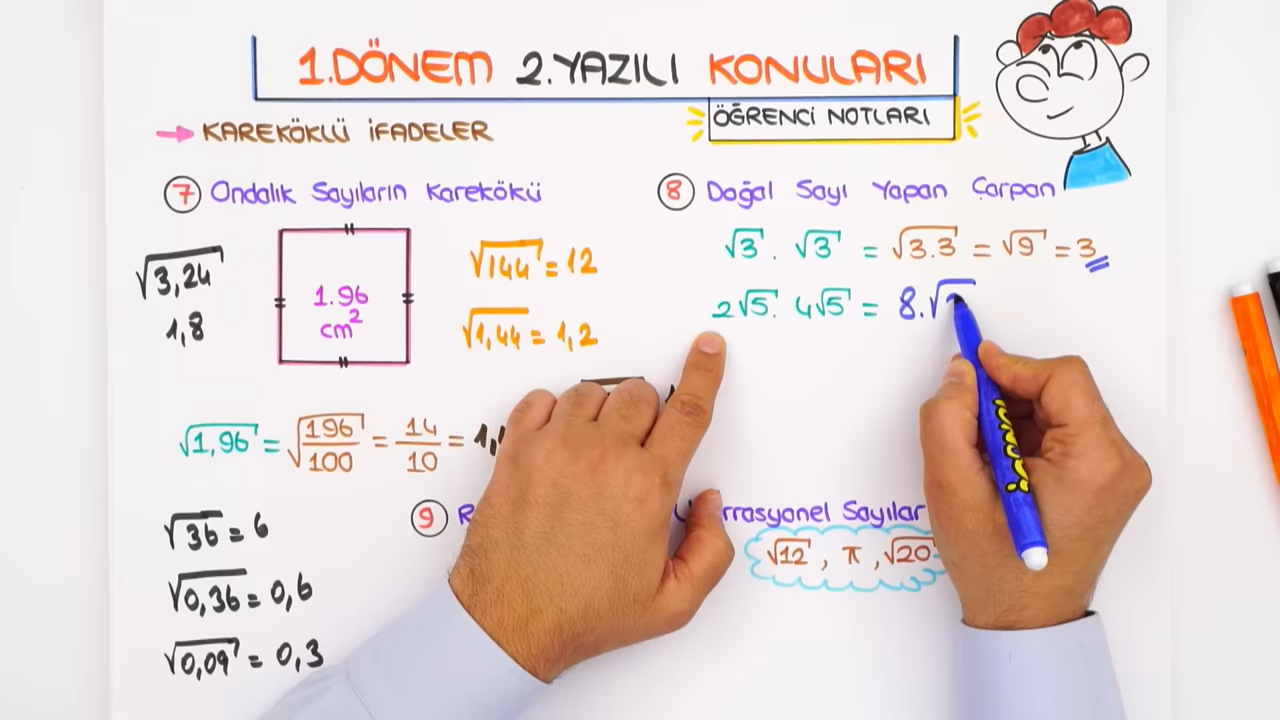 1.DÖNEM 2.YAZILI KONULARI
ÖĞRENCİ NOTLARI
KAREKÖKLÜ İFADELER
7 Ondalık Sayıların Karekökü
√3,24
1,8
1.96
cm²
√144 = 12
√1,44 = 1,2
√1,96 = √196/100 = 14/10 =
√36 = 6
√0,36 = 0,6
√0,09 = 0,3
8 Doğal Sayı Yapan Çarpan
√3 . √3 = √3.3 = √9 = 3
2√5 . 4√5 = 8.√
9
Sayılar
√12 , π , √20